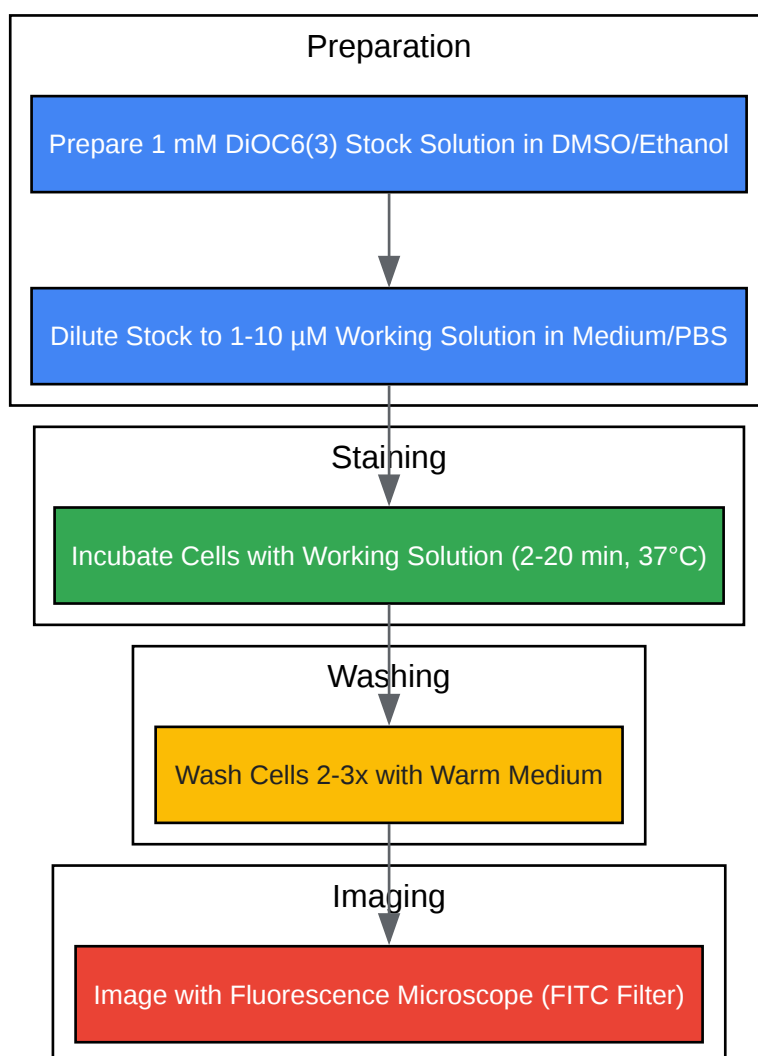 Preparation
Prepare 1 mM DiOC6(3) Stock Solution in DMSO/Ethanol
Dilute Stock to 1-10 µM Working Solution in Medium/PBS
Staining
Incubate Cells with Working Solution (2-20 min, 37°C)
Washing
Wash Cells 2-3x with Warm Medium
Imaging
Image with Fluorescence Microscope (FITC Filter)